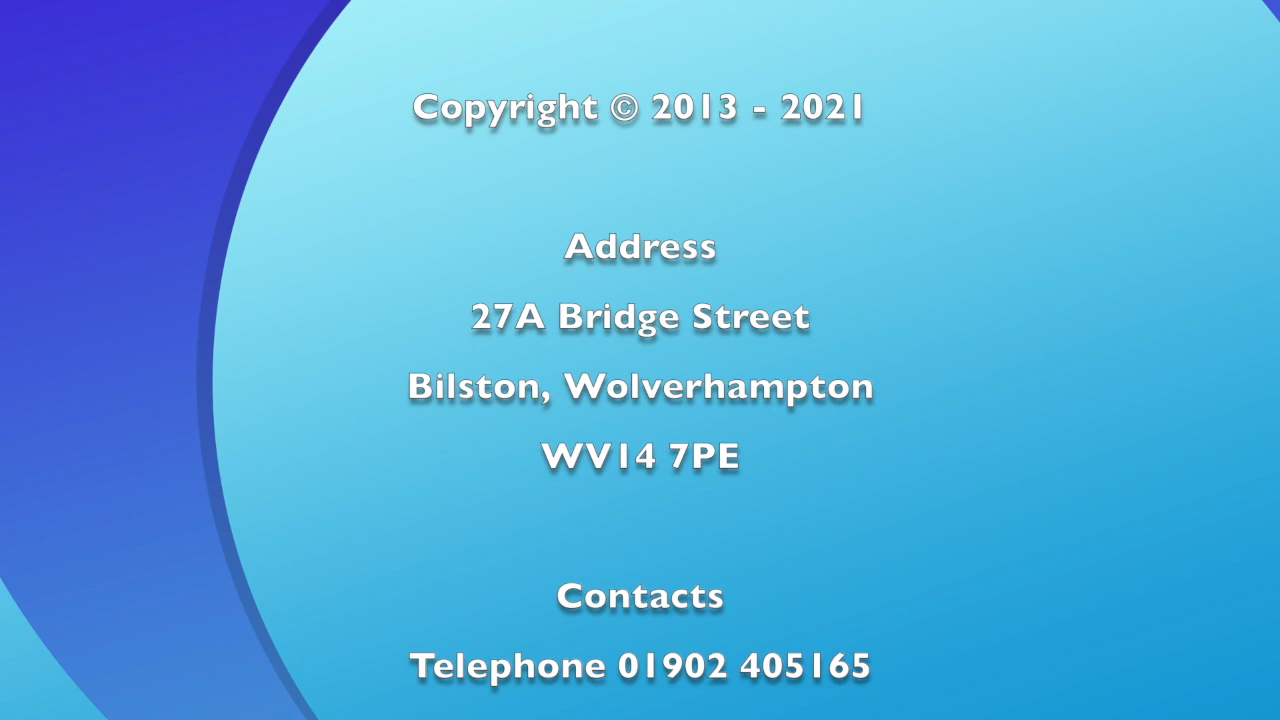 Copyright © 2013 - 2021
Address
27A Bridge Street
Bilston, Wolverhampton
WV14 7PE
Contacts
Telephone 01902 405165